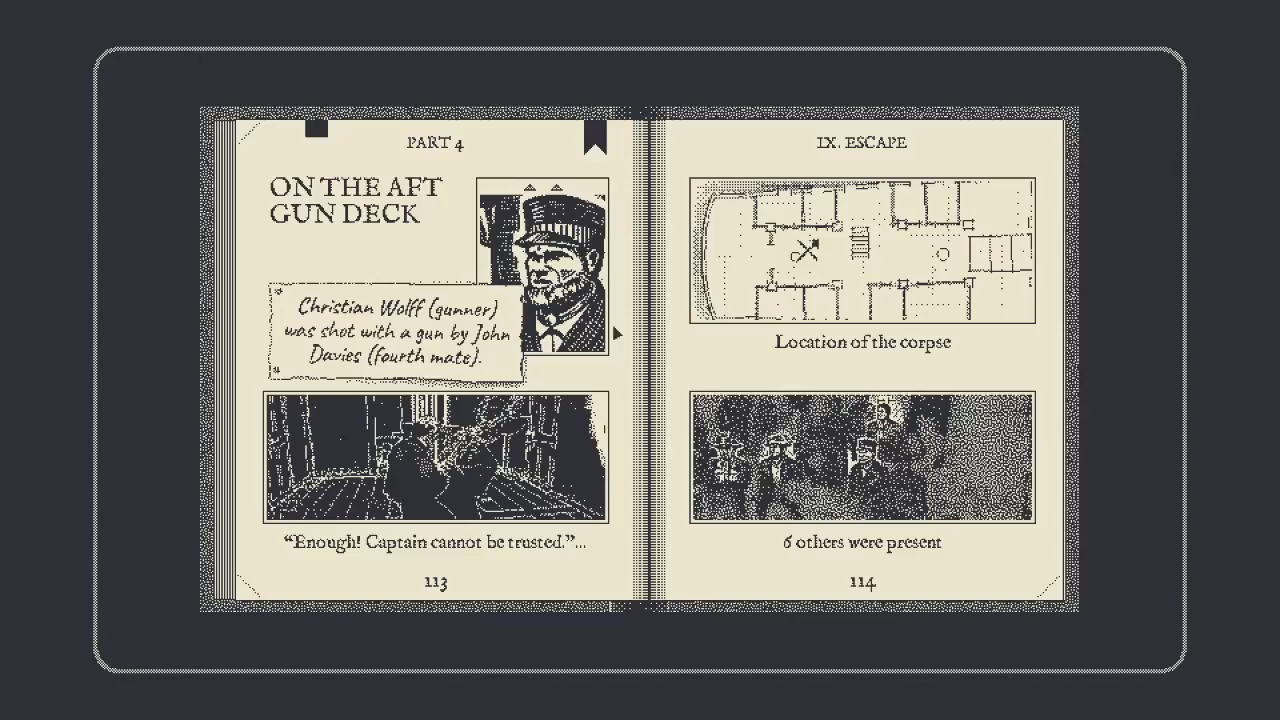 PART 4
ON THE AFT
GUN DECK
Christian Wolff (gunner)
was shot with a gun by John
Davies (fourth mate).
“Enough! Captain cannot be trusted.”...
113
IX. ESCAPE
Location of the corpse
6 others were present
114